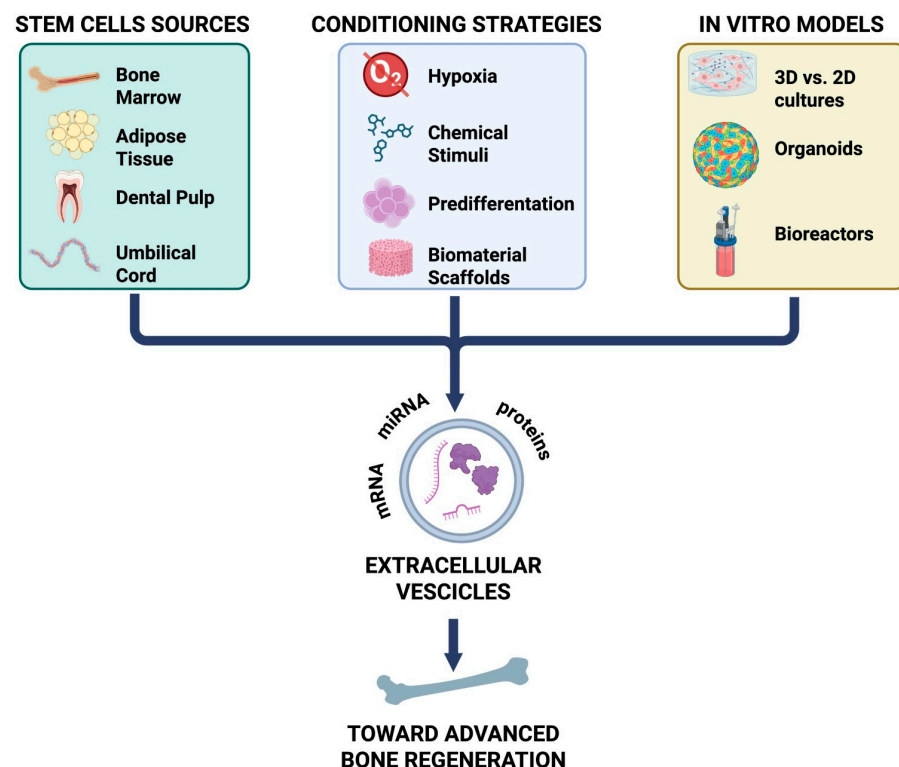 STEM CELLS SOURCES
Bone
Marrow
Adipose
Tissue
Dental Pulp
Umbilical
Cord
CONDITIONING STRATEGIES
O2
Hypoxia
Chemical
Stimuli
Predifferentation
Biomaterial
Scaffolds
IN VITRO MODELS
3D vs. 2D
cultures
Organoids
Bioreactors
mRNA
miRNA
proteins
EXTRACELLULAR
VESCICLES
TOWARD ADVANCED
BONE REGENERATION